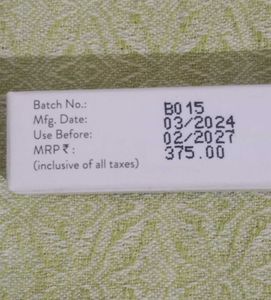 Batch No.: B015
Mfg. Date: 03/2024
Use Before: 02/2027
MRP ₹ : 375.00
(inclusive of all taxes)